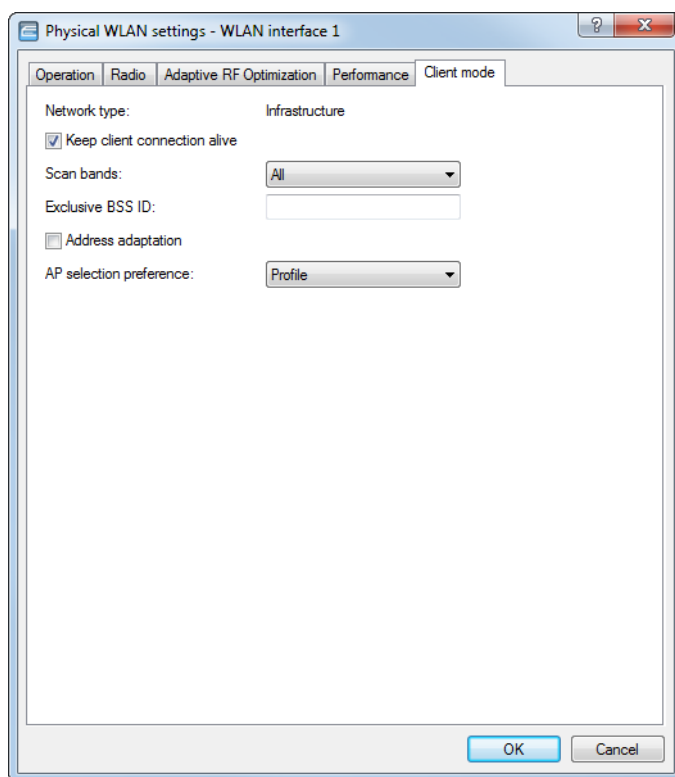 Physical WLAN settings - WLAN interface 1
Operation Radio Adaptive RF Optimization Performance Client mode
Network type: Infrastructure
Keep client connection alive
Scan bands: All
Exclusive BSS ID:
Address adaptation
AP selection preference: Profile
OK Cancel